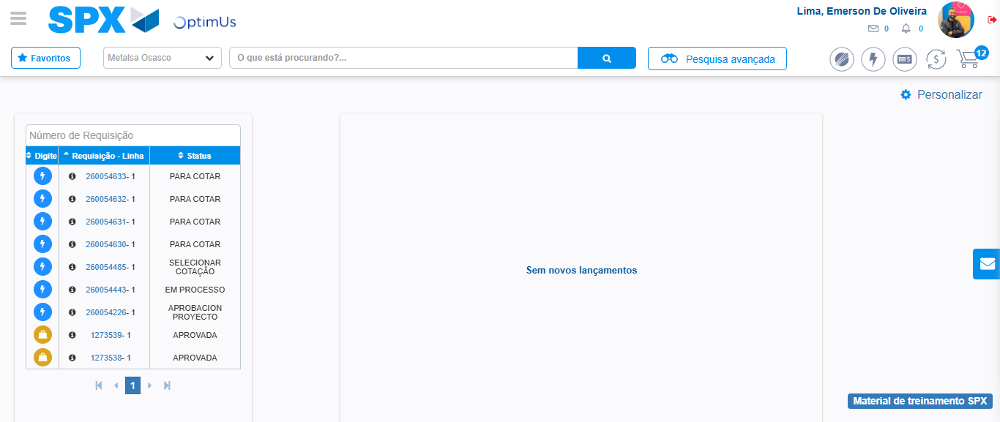 SPX
OptimUs
Lima, Emerson De Oliveira
0
0
Favoritos
Metalsa Osasco
O que está procurando?...
Pesquisa avançada
$
$
12
Personalizar
Número de Requisição
Digite
Requisição - Linha
Status
260054633- 1
PARA COTAR
260054632- 1
PARA COTAR
260054631- 1
PARA COTAR
260054630- 1
PARA COTAR
260054485- 1
SELECIONAR
COTAÇÃO
260054443- 1
EM PROCESSO
260054226- 1
APROBACION
PROYECTO
1273539- 1
APROVADA
1273538- 1
APROVADA
1
Sem novos lançamentos
Material de treinamento SPX